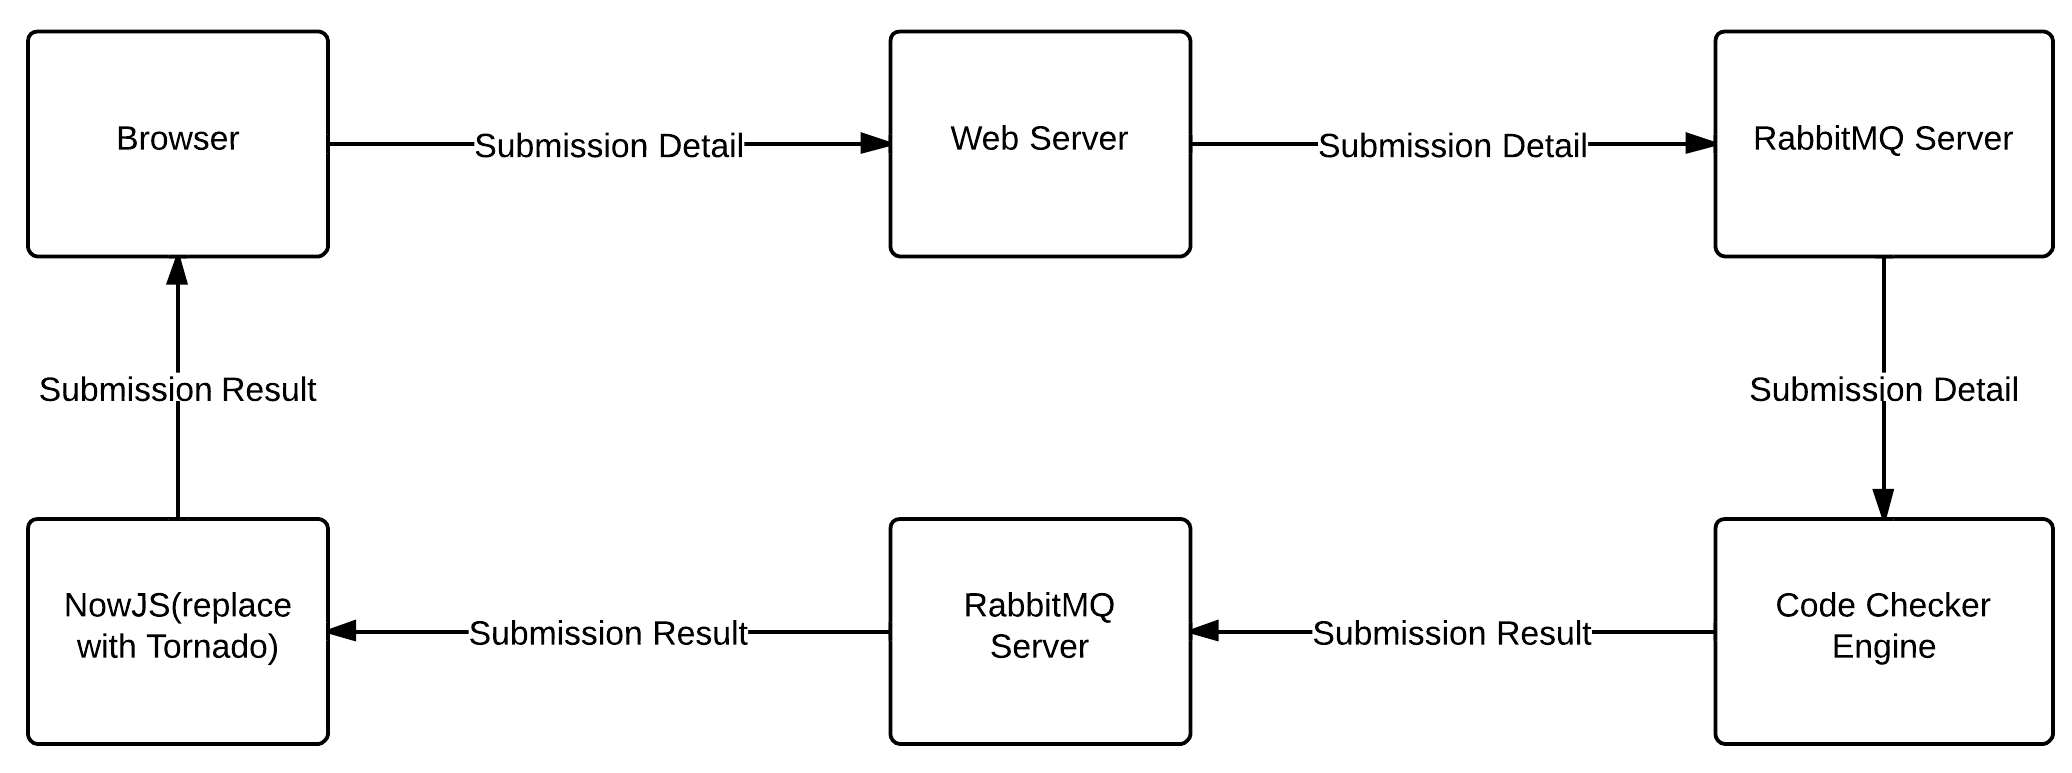 Browser
Submission Detail
Web Server
Submission Detail
RabbitMQ Server
Submission Result
Submission Detail
NowJS(replace
with Tornado)
Submission Result
RabbitMQ
Server
Submission Result
Code Checker
Engine